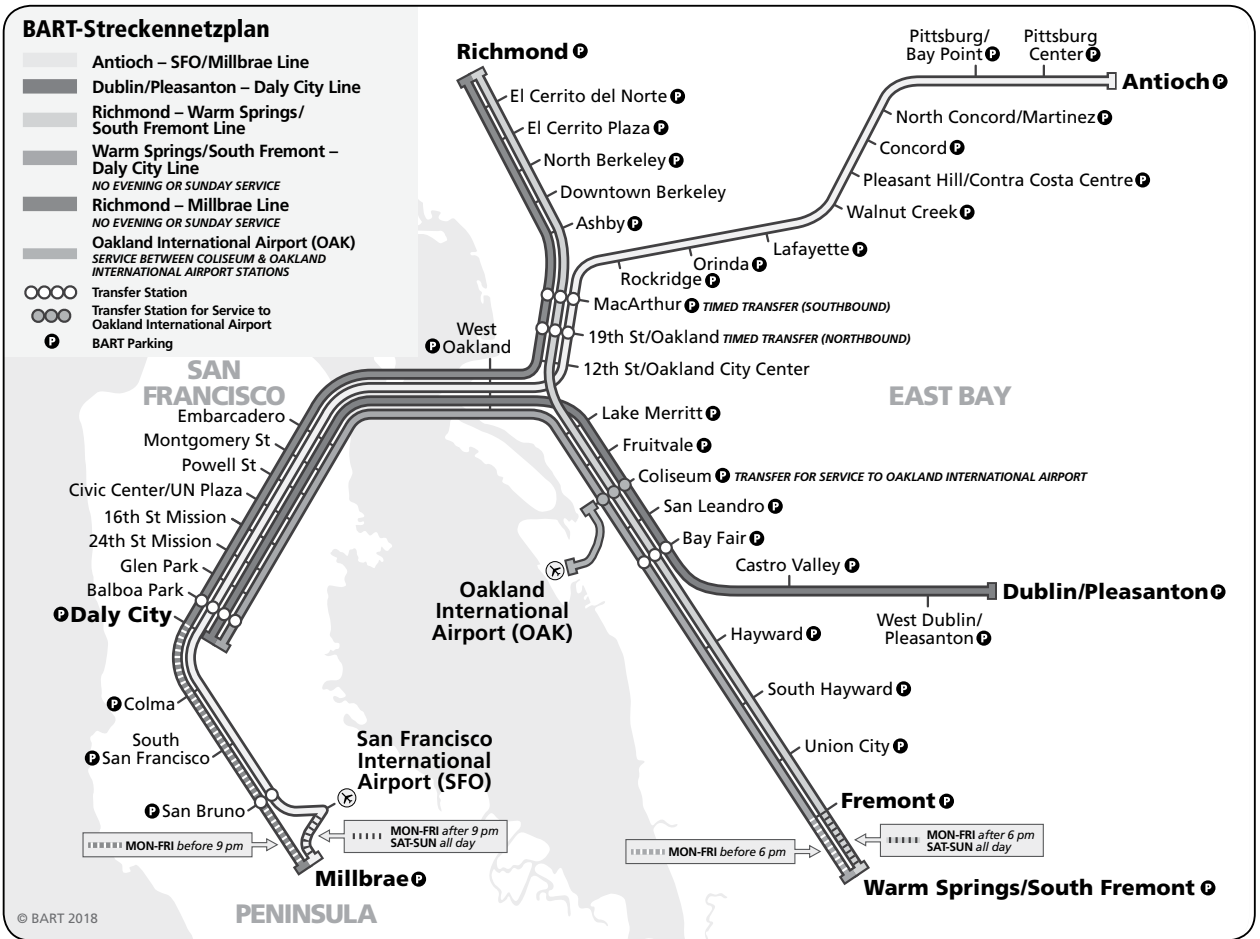 BART-Streckennetzplan
Antioch – SFO/Millbrae Line
Dublin/Pleasanton – Daly City Line
Richmond – Warm Springs/
South Fremont Line
Warm Springs/South Fremont –
Daly City Line
NO EVENING OR SUNDAY SERVICE
Richmond – Millbrae Line
NO EVENING OR SUNDAY SERVICE
Oakland International Airport (OAK)
SERVICE BETWEEN COLISEUM & OAKLAND
INTERNATIONAL AIRPORT STATIONS
Transfer Station
Transfer Station for Service to
Oakland International Airport
P
BART Parking
Richmond P
El Cerrito del Norte P
El Cerrito Plaza P
North Berkeley P
Downtown Berkeley
Ashby P
Pittsburg/
Bay Point P
Pittsburg
Center P
Antioch P
North Concord/Martinez P
Concord P
Pleasant Hill/Contra Costa Centre P
Walnut Creek P
Lafayette P
Orinda P
Rockridge P
MacArthur P TIMED TRANSFER (SOUTHBOUND)
19th St/Oakland TIMED TRANSFER (NORTHBOUND)
12th St/Oakland City Center
West
P Oakland
SAN
FRANCISCO
EAST BAY
Embarcadero
Montgomery St
Powell St
Civic Center/UN Plaza
16th St Mission
24th St Mission
Glen Park
Balboa Park
P Daly City
Lake Merritt P
Fruitvale P
Coliseum P TRANSFER FOR SERVICE TO OAKLAND INTERNATIONAL AIRPORT
San Leandro P
Bay Fair P
Castro Valley P
Dublin/Pleasanton P
West Dublin/
Pleasanton P
Oakland
International
Airport (OAK)
Hayward P
South Hayward P
Union City P
Fremont P
P Colma
South
P San Francisco
San Francisco
International
Airport (SFO)
P San Bruno
MON-FRI before 9 pm
MON-FRI after 9 pm
SAT-SUN all day
Millbrae P
MON-FRI before 6 pm
MON-FRI after 6 pm
SAT-SUN all day
Warm Springs/South Fremont P
PENINSULA
© BART 2018